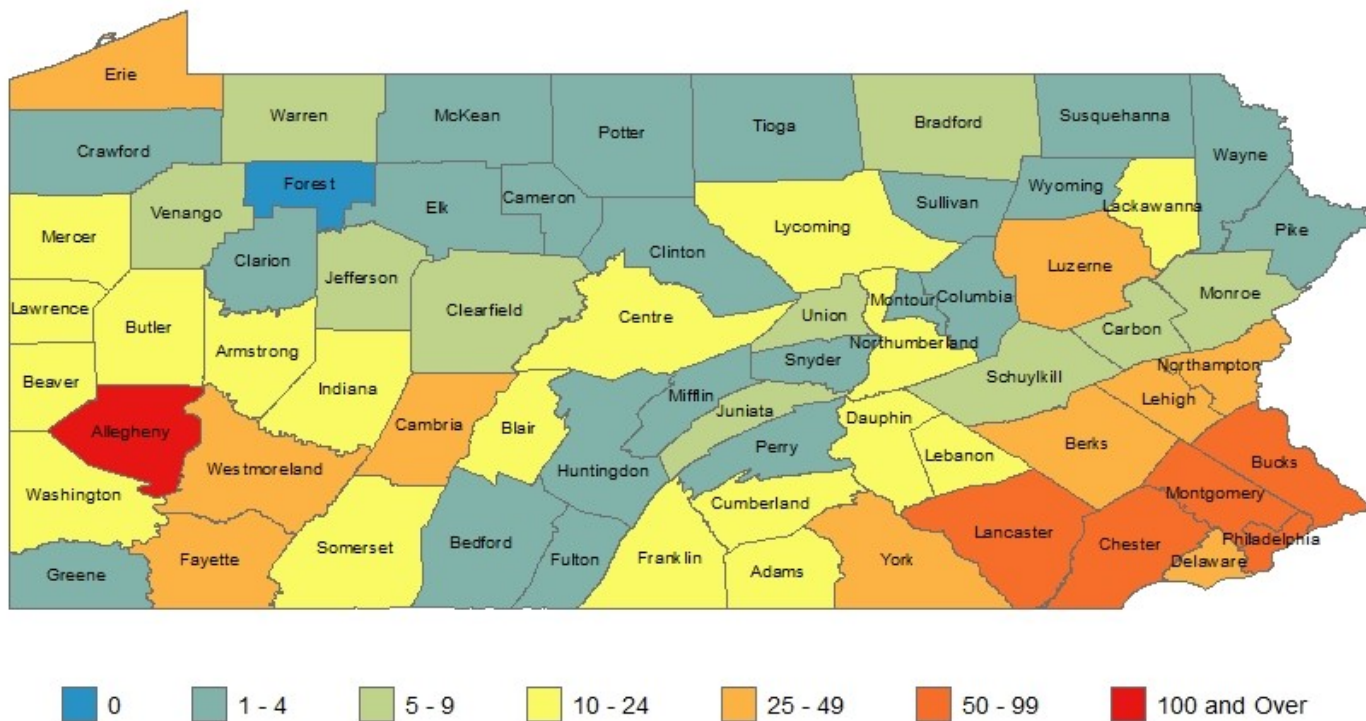 Erie
Warren
McKean
Potter
Tioga
Bradford
Susquehanna
Wayne
Crawford
Forest
Elk
Cameron
Venango
Sullivan
Wyoming
Lackawanna
Pike
Mercer
Clarion
Clinton
Lycoming
Luzerne
Jefferson
Clearfield
Centre
Union
Montour
Columbia
Monroe
Lawrence
Butler
Armstrong
Carbon
Northumberland
Snyder
Schuylkill
Northampton
Beaver
Indiana
Mifflin
Juniata
Dauphin
Lehigh
Allegheny
Cambria
Blair
Perry
Lebanon
Berks
Bucks
Westmoreland
Huntingdon
Washington
Cumberland
Montgomery
Somerset
Bedford
Fulton
Franklin
Adams
York
Lancaster
Chester
Philadelphia
Delaware
Greene
Fayette
0
1 - 4
5 - 9
10 - 24
25 - 49
50 - 99
100 and Over